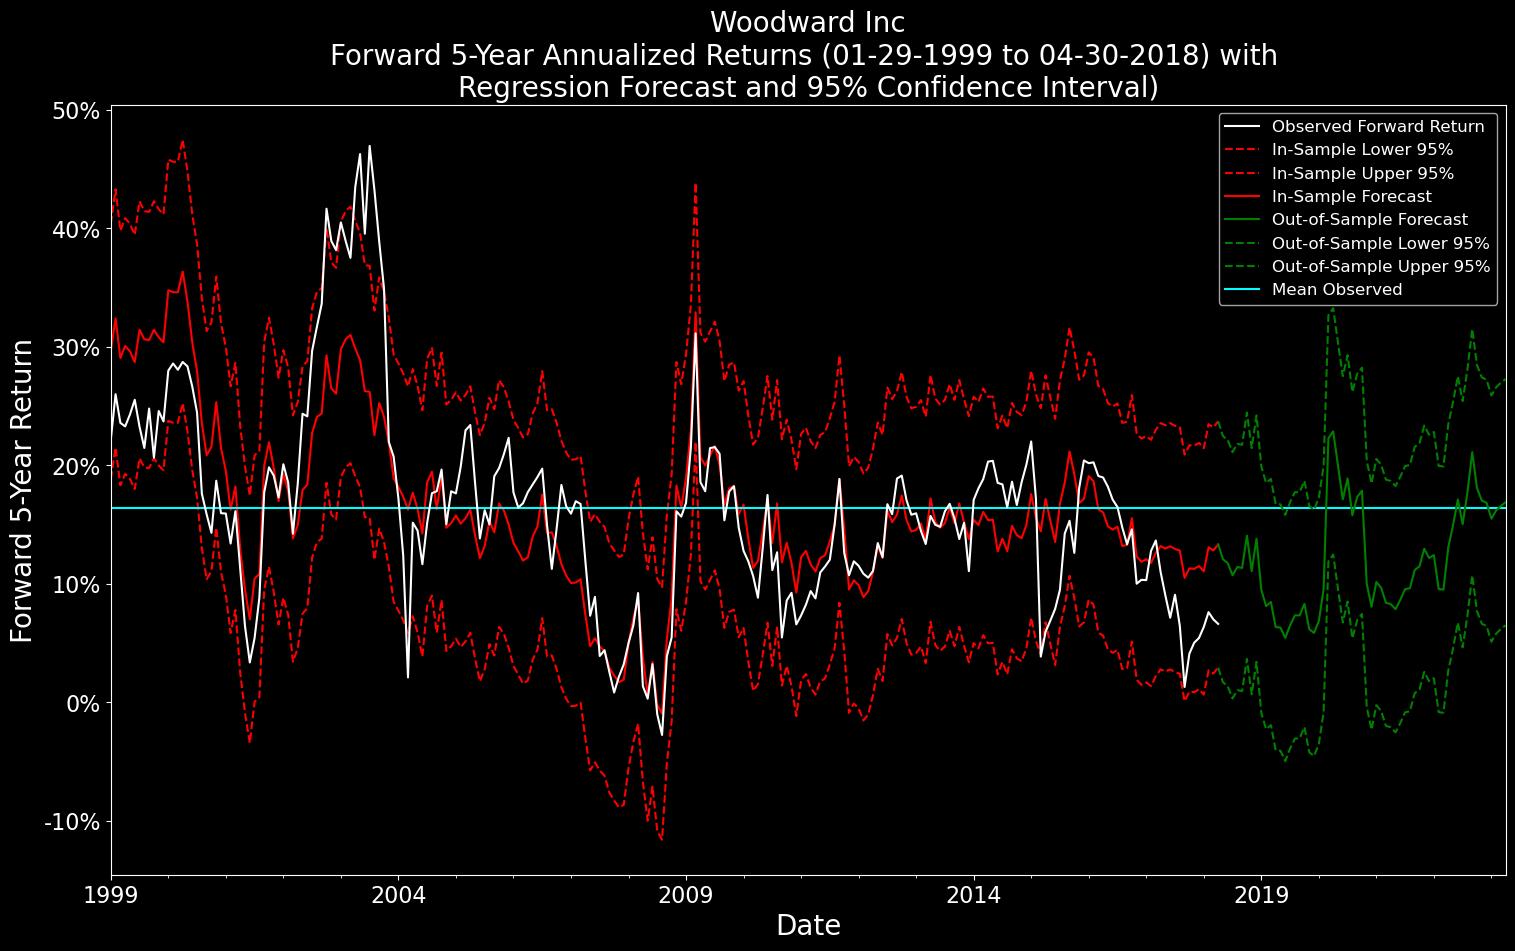 Woodward Inc
Forward 5-Year Annualized Returns (01-29-1999 to 04-30-2018) with
Regression Forecast and 95% Confidence Interval)
50%
40%
30%
20%
10%
0%
-10%
Forward 5-Year Return
Observed Forward Return
In-Sample Lower 95%
In-Sample Upper 95%
In-Sample Forecast
Out-of-Sample Forecast
Out-of-Sample Lower 95%
Out-of-Sample Upper 95%
Mean Observed
1999 2004 2009 2014 2019
Date